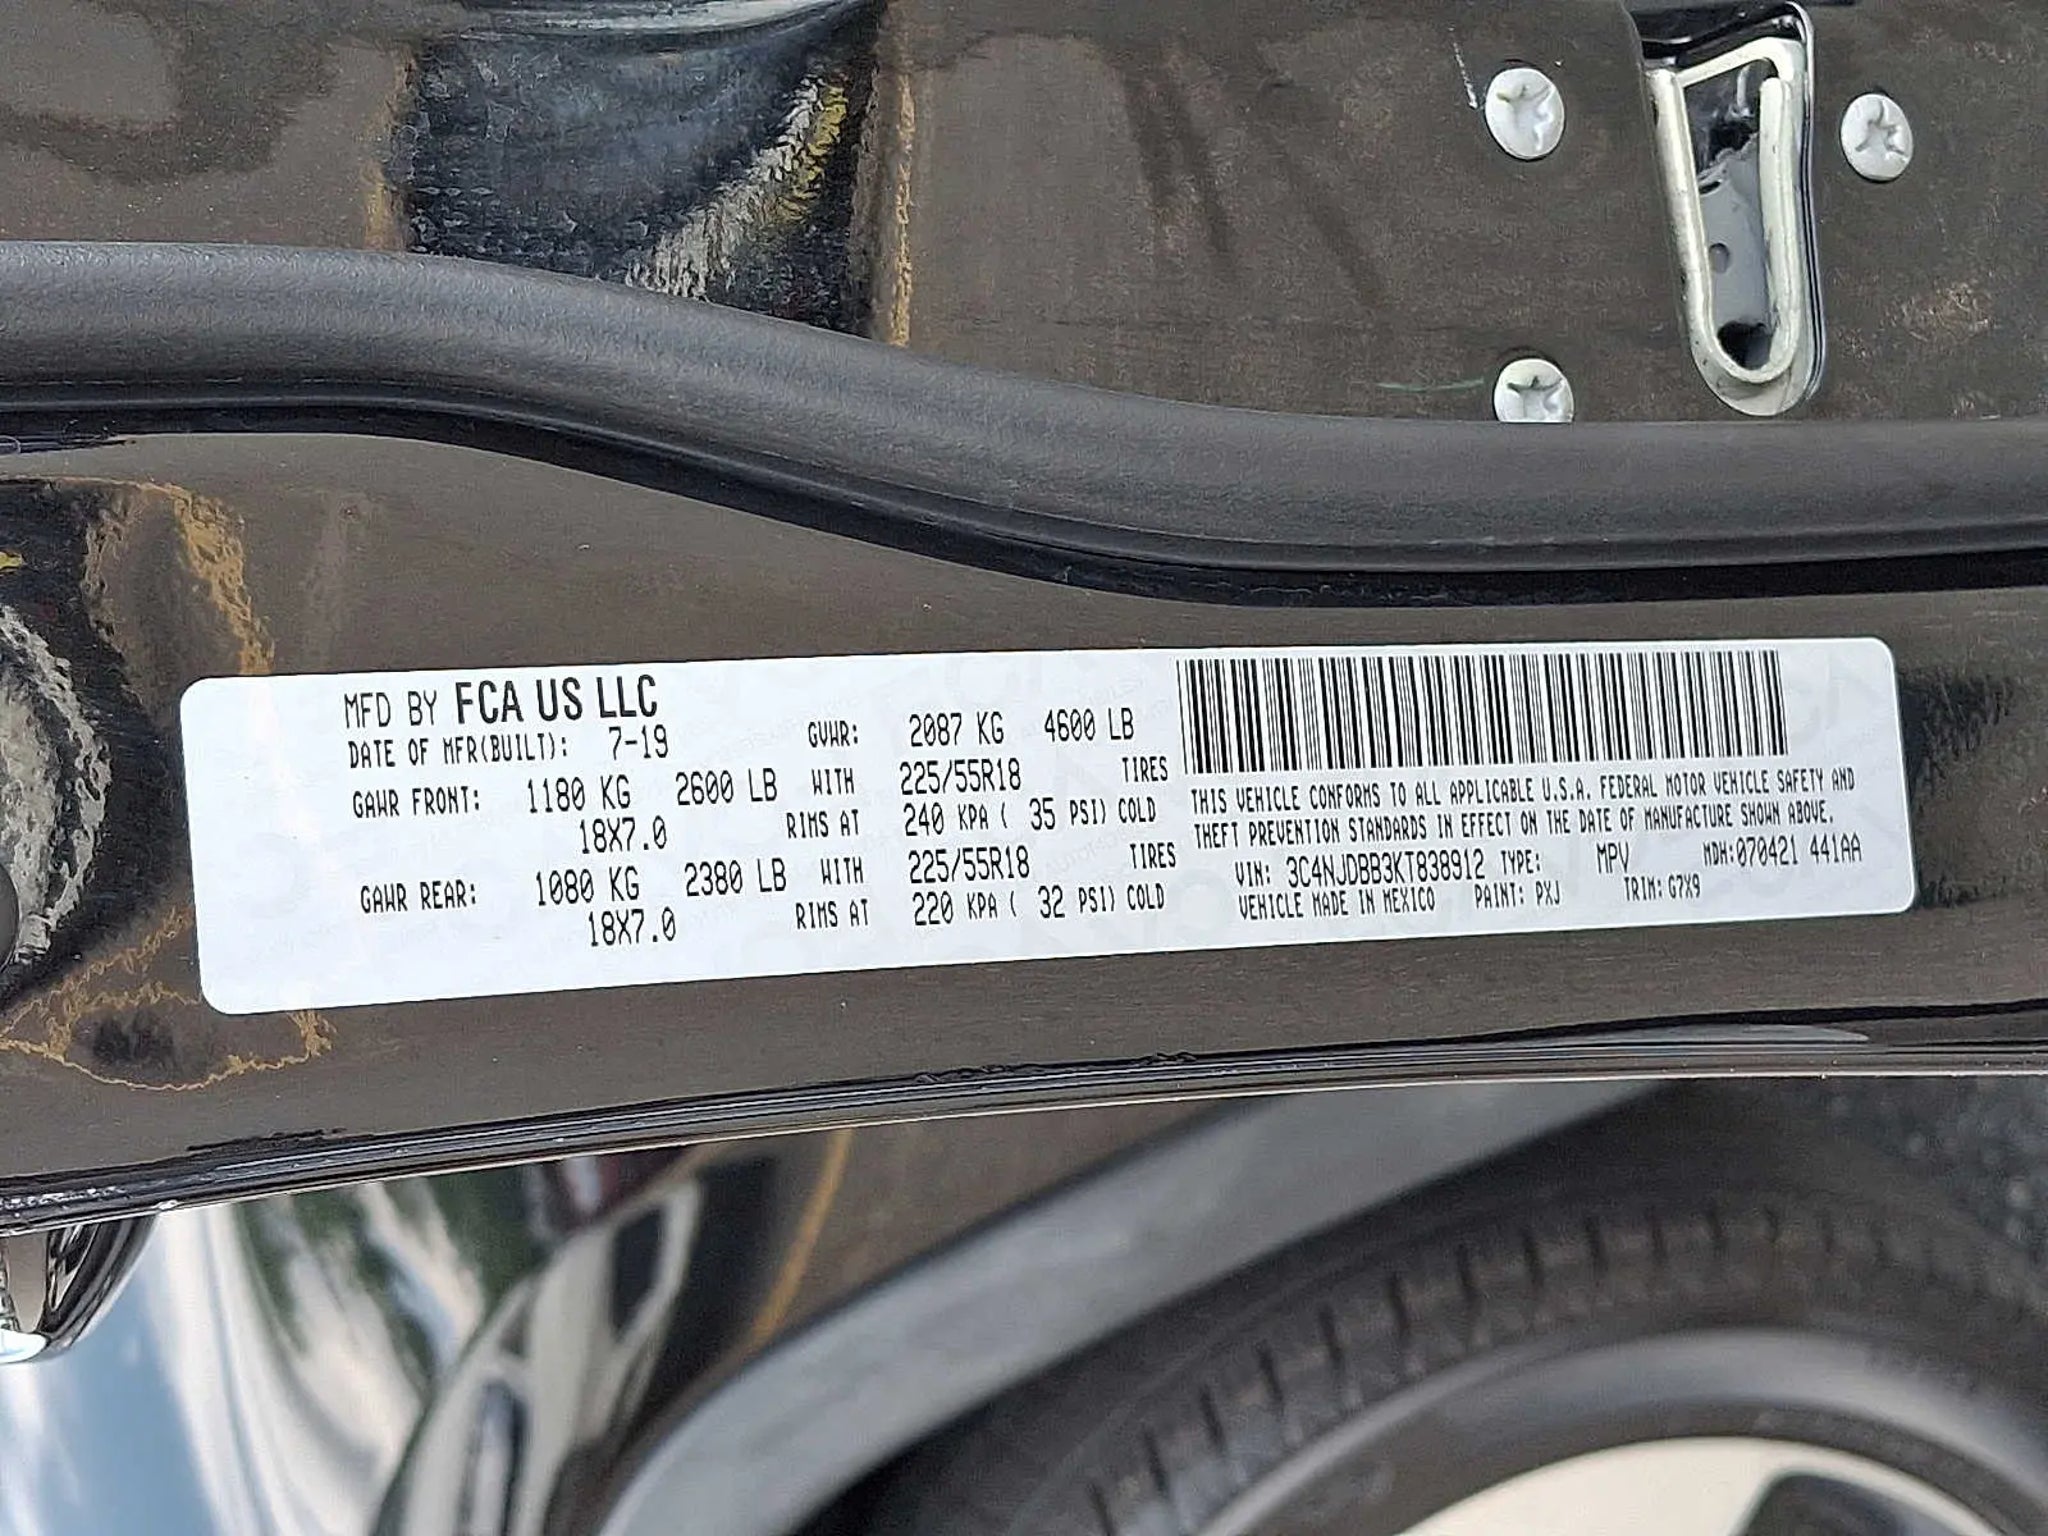 MFD BY FCA US LLC
DATE OF MFR(BUILT): 7-19 GVWR: 2087 KG 4600 LB
GAWR FRONT: 1180 KG 2600 LB WITH 225/55R18 TIRES
18X7.0 RIMS AT 240 KPA ( 35 PSI) COLD
GAWR REAR: 1080 KG 2380 LB WITH 225/55R18 TIRES
18X7.0 RIMS AT 220 KPA ( 32 PSI) COLD
THIS VEHICLE CONFORMS TO ALL APPLICABLE U.S.A. FEDERAL MOTOR VEHICLE SAFETY AND
THEFT PREVENTION STANDARDS IN EFFECT ON THE DATE OF MANUFACTURE SHOWN ABOVE.
VIN: 3C4NJDBB3KT838912 TYPE: MPV MDH:070421 441AA
VEHICLE MADE IN MEXICO PAINT: PXJ TRIM: G7X9